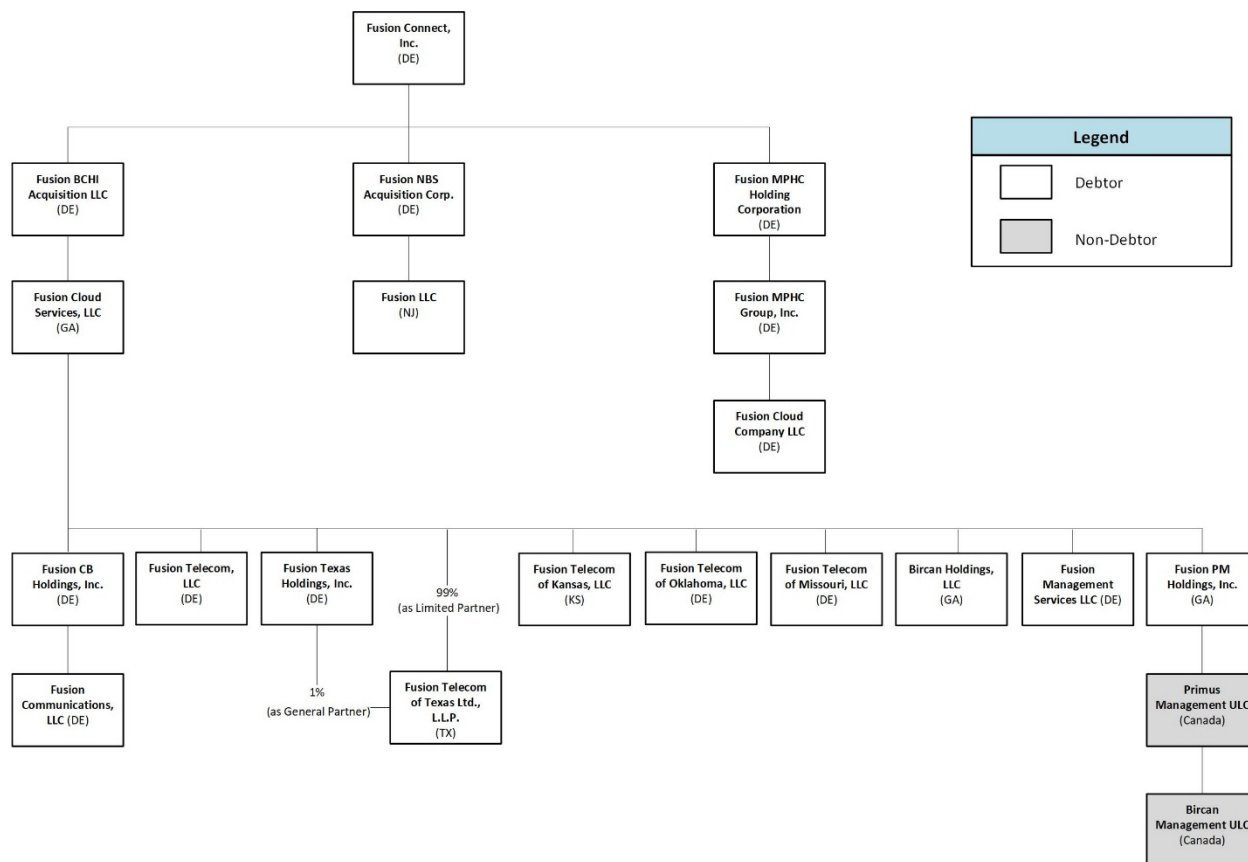 Fusion Connect,
Inc.
(DE)
Legend
Debtor
Non-Debtor
Fusion BCHI
Acquisition LLC
(DE)
Fusion NBS
Acquisition Corp.
(DE)
Fusion MPHC
Holding
Corporation
(DE)
Fusion Cloud
Services, LLC
(GA)
Fusion LLC
(NJ)
Fusion MPHC
Group, Inc.
(DE)
Fusion Cloud
Company LLC
(DE)
Fusion CB
Holdings, Inc.
(DE)
Fusion Telecom,
LLC
(DE)
Fusion Texas
Holdings, Inc.
(DE)
99%
(as Limited Partner)
Fusion Telecom
of Kansas, LLC
(KS)
Fusion Telecom
of Oklahoma, LLC
(DE)
Fusion Telecom
of Missouri, LLC
(DE)
Bircan Holdings,
LLC
(GA)
Fusion
Management
Services LLC (DE)
Fusion PM
Holdings, Inc.
(GA)
Fusion
Communications,
LLC (DE)
1%
(as General Partner)
Fusion Telecom
of Texas Ltd.,
L.L.P.
(TX)
Primus
Management ULC
(Canada)
Bircan
Management ULC
(Canada)